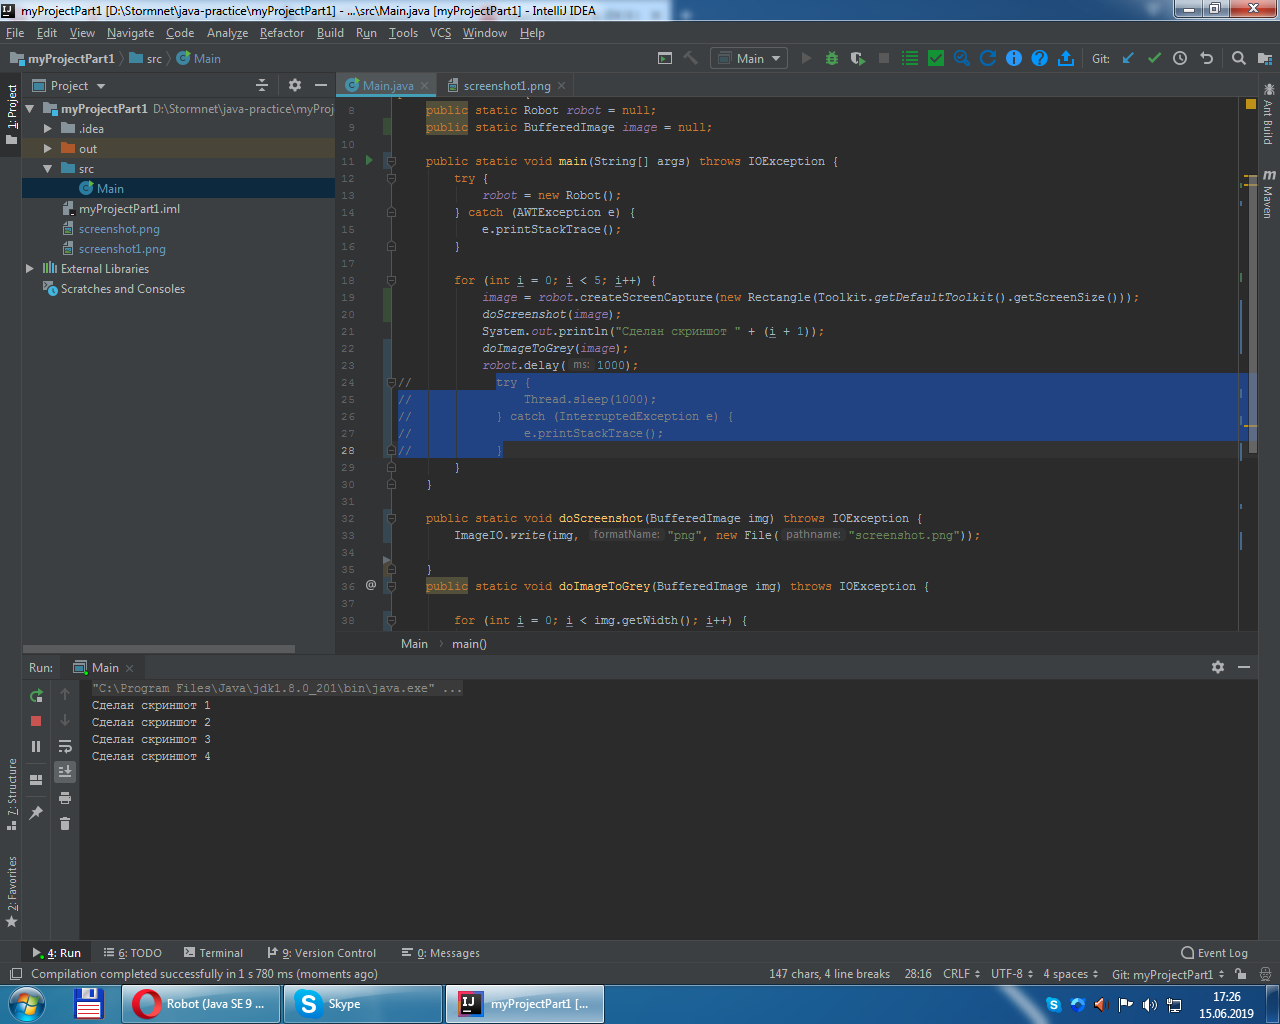 myProjectPart1 [D:\Stormnet\java-practice\myProjectPart1] - ...\src\Main.java [myProjectPart1] - IntelliJ IDEA
File Edit View Navigate Code Analyze Refactor Build Run Tools VCS Window Help
myProjectPart1 src Main
Main
Git:
1: Project
Project
myProjectPart1 D:\Stormnet\java-practice\myProj
.idea
out
src
Main
myProjectPart1.iml
screenshot.png
screenshot1.png
External Libraries
Scratches and Consoles
Main.java
screenshot1.png
8 public static Robot robot = null;
9 public static BufferedImage image = null;
10
11 public static void main(String[] args) throws IOException {
12 try {
13 robot = new Robot();
14 } catch (AWTException e) {
15 e.printStackTrace();
16 }
17
18 for (int i = 0; i < 5; i++) {
19 image = robot.createScreenCapture(new Rectangle(Toolkit.getDefaultToolkit().getScreenSize()));
20 doScreenshot(image);
21 System.out.println("Сделан скриншот " + (i + 1));
22 doImageToGrey(image);
23 robot.delay( ms: 1000);
24 // try {
25 // Thread.sleep(1000);
26 // } catch (InterruptedException e) {
27 // e.printStackTrace();
28 // }
29 }
30 }
31
32 public static void doScreenshot(BufferedImage img) throws IOException {
33 ImageIO.write(img, formatName: "png", new File( pathname: "screenshot.png"));
34
35 }
36 @ public static void doImageToGrey(BufferedImage img) throws IOException {
37
38 for (int i = 0; i < img.getWidth(); i++) {
Main main()
Ant Build
m
Maven
Run: Main
"C:\Program Files\Java\jdk1.8.0_201\bin\java.exe" ...
Сделан скриншот 1
Сделан скриншот 2
Сделан скриншот 3
Сделан скриншот 4
7: Structure
2: Favorites
4: Run 6: TODO Terminal 9: Version Control 0: Messages Event Log
Compilation completed successfully in 1 s 780 ms (moments ago) 147 chars, 4 line breaks 28:16 CRLF UTF-8 4 spaces Git: myProjectPart1
Robot (Java SE 9 ... Skype myProjectPart1 [...
17:26
15.06.2019